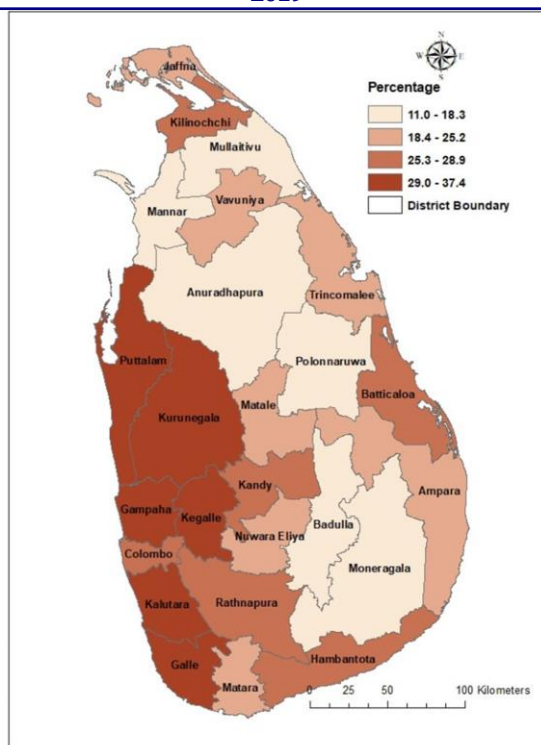 N
W E
S
Percentage
11.0 - 18.3
18.4 - 25.2
25.3 - 28.9
29.0 - 37.4
District Boundary
Jaffna
Kilinochchi
Mullaitivu
Vavuniya
Mannar
Anuradhapura
Trincomalee
Polonnaruwa
Puttalam
Batticaloa
Kurunegala
Matale
Kandy
Ampara
Gampaha
Kegalle
Badulla
Nuwara Eliya
Colombo
Moneragala
Kalutara
Rathnapura
Hambantota
Galle
Matara
0 25 50 100 Kilometers